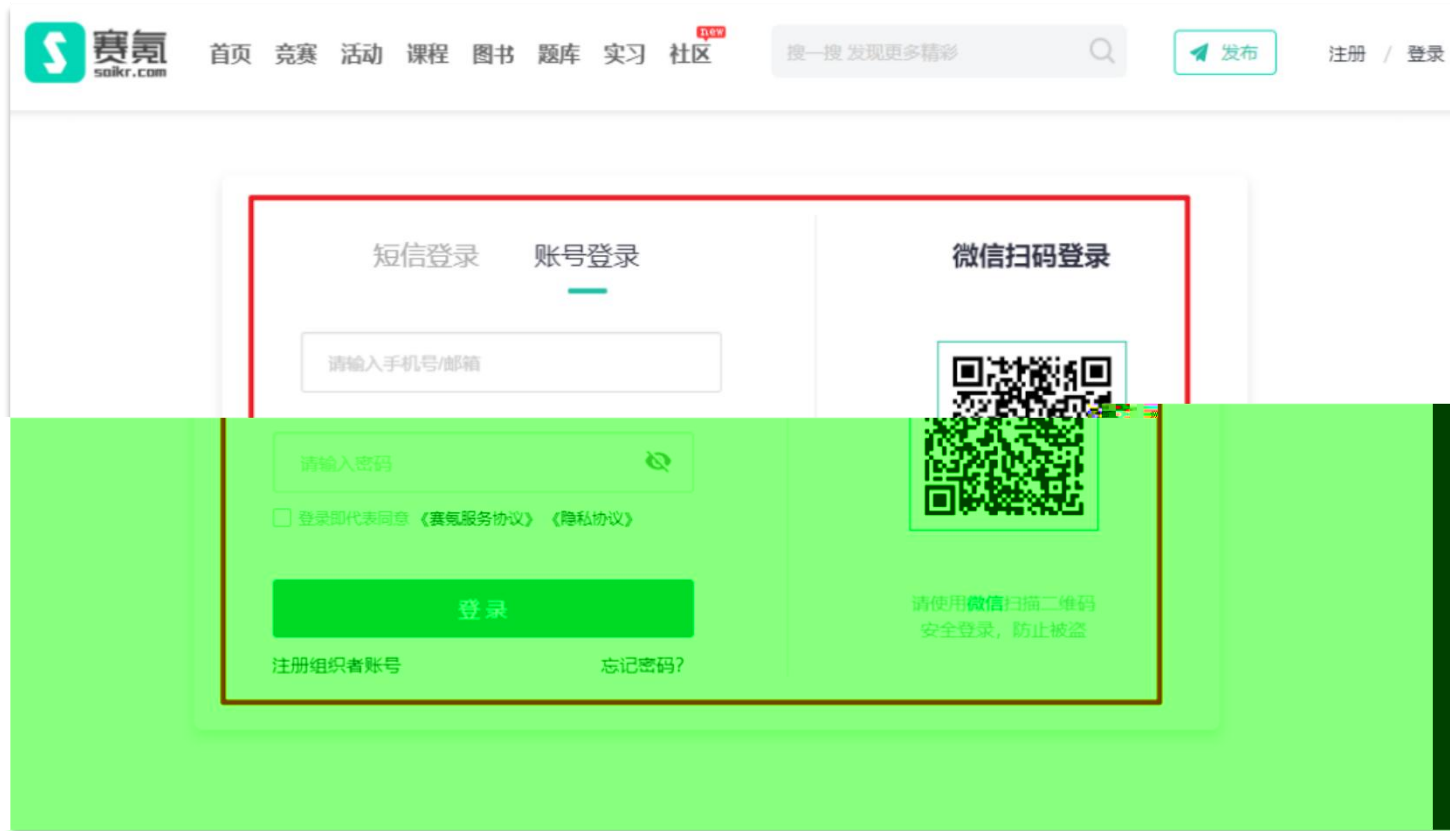 赛氪
saikr.com
首页 竞赛 活动 课程 图书 题库 实习 社区 new
搜一搜 发现更多精彩
发布
注册 / 登录
短信登录 账号登录
微信扫码登录
请输入手机号/邮箱
请输入密码
登录即代表同意《赛氪服务协议》《隐私协议》
登 录
请使用微信扫描二维码
安全登录，防止被盗
注册组织者账号 忘记密码?